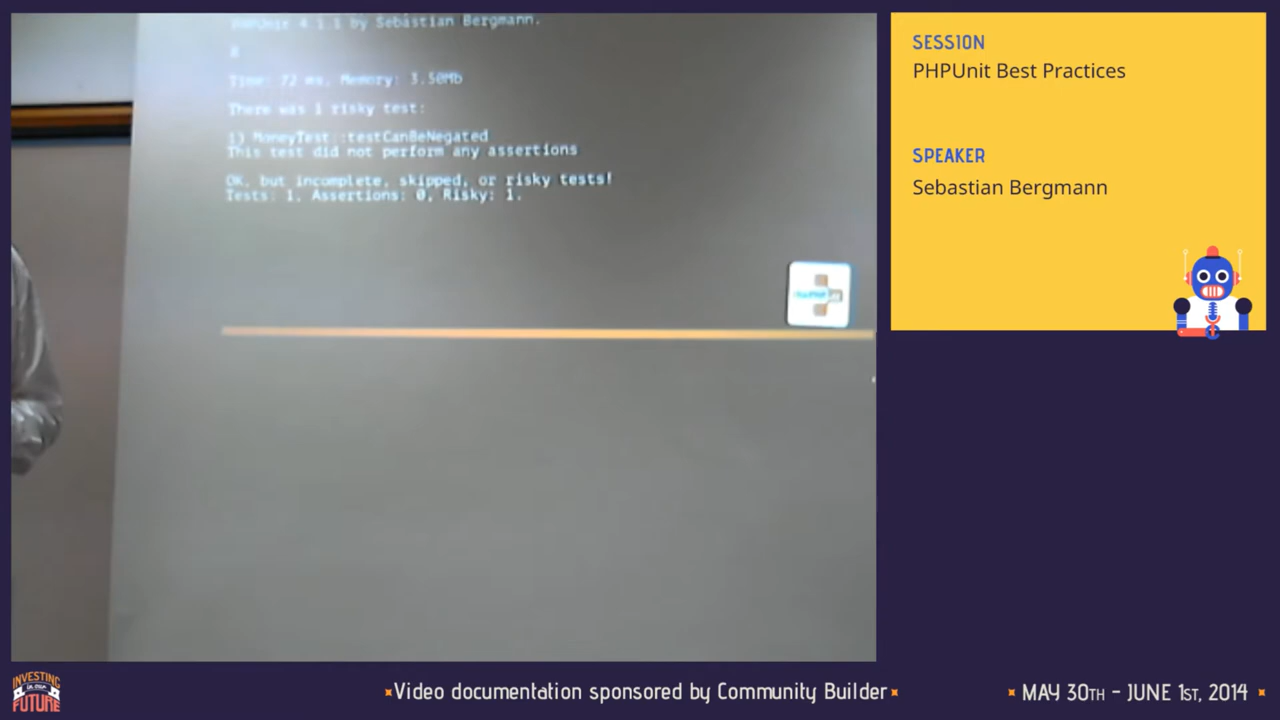 PHPUnit 4.1.1 by Sebastian Bergmann.
R
Time: 72 ms, Memory: 3.50Mb
There was 1 risky test:
1) MoneyTest::testCanBeNegated
This test did not perform any assertions
OK, but incomplete, skipped, or risky tests!
Tests: 1, Assertions: 0, Risky: 1.
SESSION
PHPUnit Best Practices
SPEAKER
Sebastian Bergmann
INVESTING
IN OUR
FUTURE
Video documentation sponsored by Community Builder
MAY 30TH - JUNE 1ST, 2014